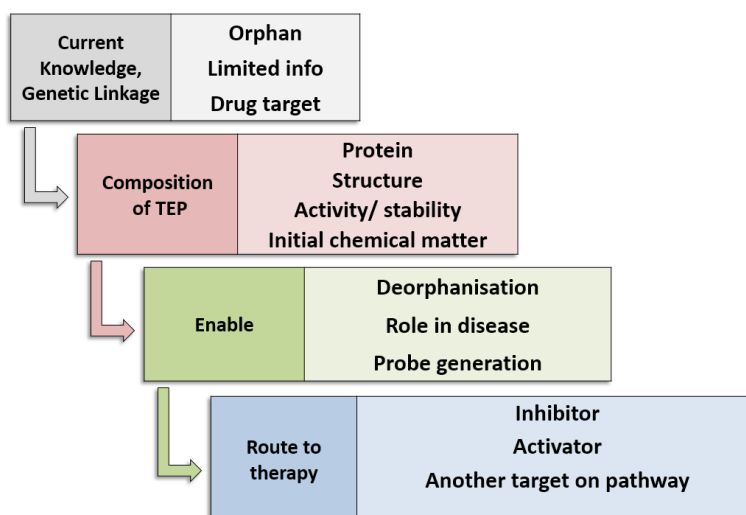 Current
Knowledge,
Genetic Linkage
Orphan
Limited info
Drug target
Composition
of TEP
Protein
Structure
Activity/ stability
Initial chemical matter
Enable
Deorphanisation
Role in disease
Probe generation
Route to
therapy
Inhibitor
Activator
Another target on pathway